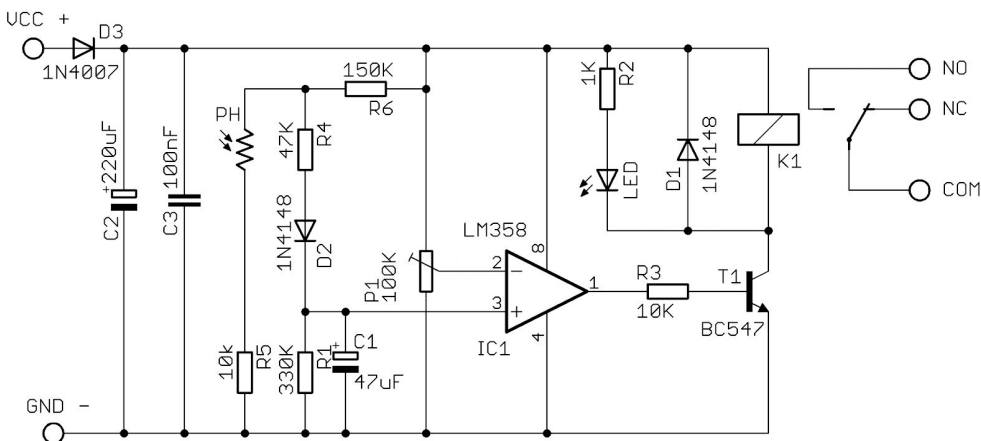 VCC +
D3
1N4007
150K
R6
1K
R2
NO
NC
PH
47K
R4
D1
1N4148
K1
+
220uF
C2
100nF
C3
1N4148
D2
LED
COM
LM358
8
P1
100K
2
-
3
+
1
4
IC1
R3
10K
T1
BC547
10k
R5
330K
R1
+
C1
47uF
GND -